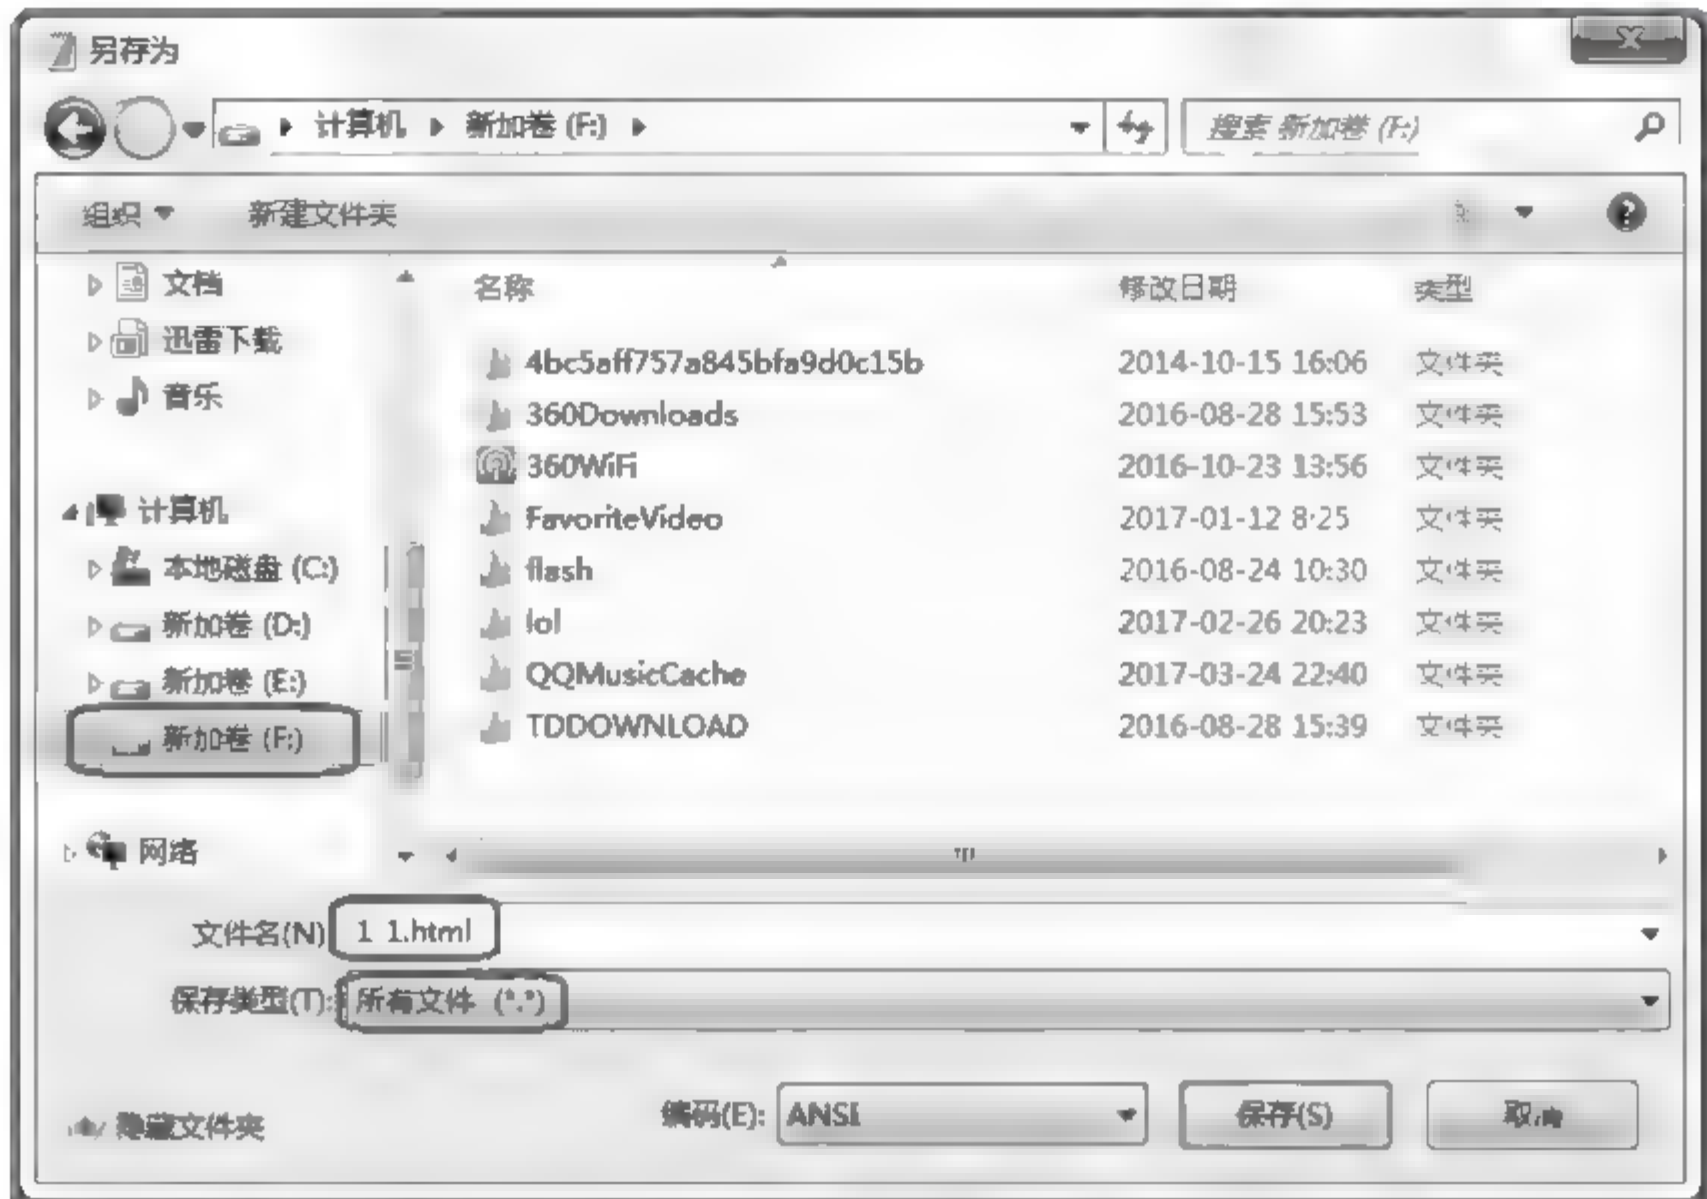 另存为
计算机 新加卷 (F:)
搜索 新加卷 (F:)
组织 新建文件夹
文档
迅雷下载
音乐
计算机
本地磁盘 (C:)
新加卷 (D:)
新加卷 (E:)
新加卷 (F:)
网络
名称 修改日期 类型
4bc5aff757a845bfa9d0c15b 2014-10-15 16:06 文件夹
360Downloads 2016-08-28 15:53 文件夹
360WiFi 2016-10-23 13:56 文件夹
FavoriteVideo 2017-01-12 8:25 文件夹
flash 2016-08-24 10:30 文件夹
lol 2017-02-26 20:23 文件夹
QQMusicCache 2017-03-24 22:40 文件夹
TDDOWNLOAD 2016-08-28 15:39 文件夹
文件名(N) 1 1.html
保存类型(T): 所有文件 (*.*)
隐藏文件夹 编码(E): ANSI 保存(S) 取消